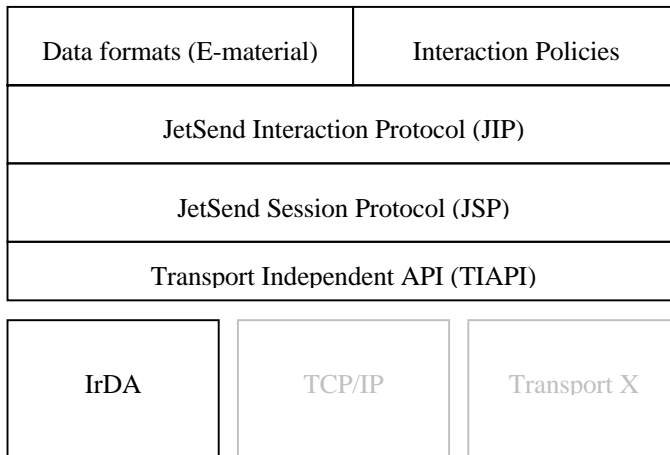 Data formats (E-material) Interaction Policies
JetSend Interaction Protocol (JIP)
JetSend Session Protocol (JSP)
Transport Independent API (TIAPI)
IrDA TCP/IP Transport X